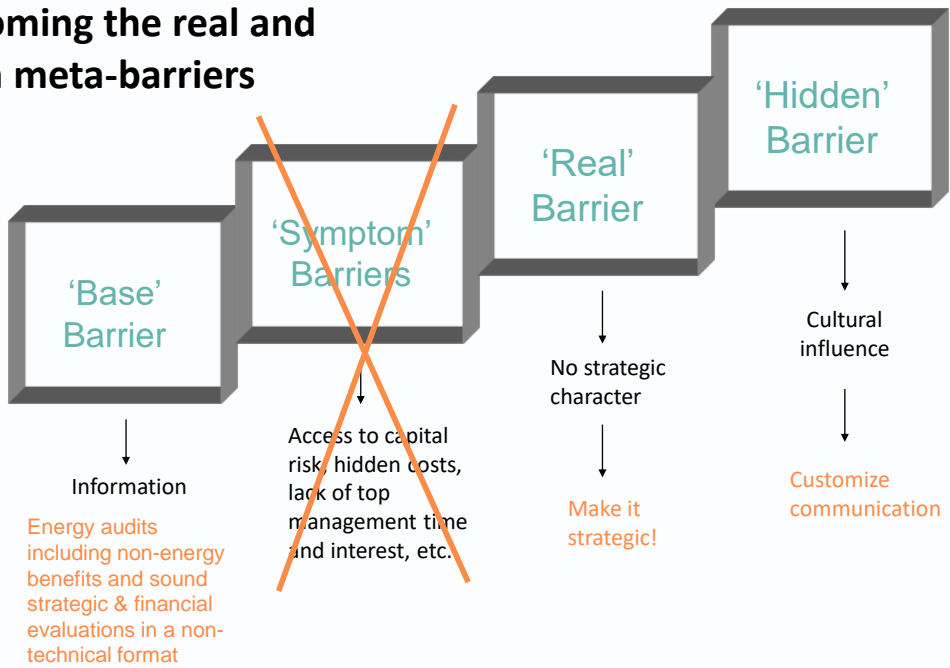 oming the real and
meta-barriers
‘Base’
Barrier
Information
Energy audits
including non-energy
benefits and sound
strategic & financial
evaluations in a non-
technical format
‘Symptom’
Barriers
Access to capital
risk, hidden costs,
lack of top
management time
and interest, etc.
‘Real’
Barrier
No strategic
character
Make it
strategic!
‘Hidden’
Barrier
Cultural
influence
Customize
communication